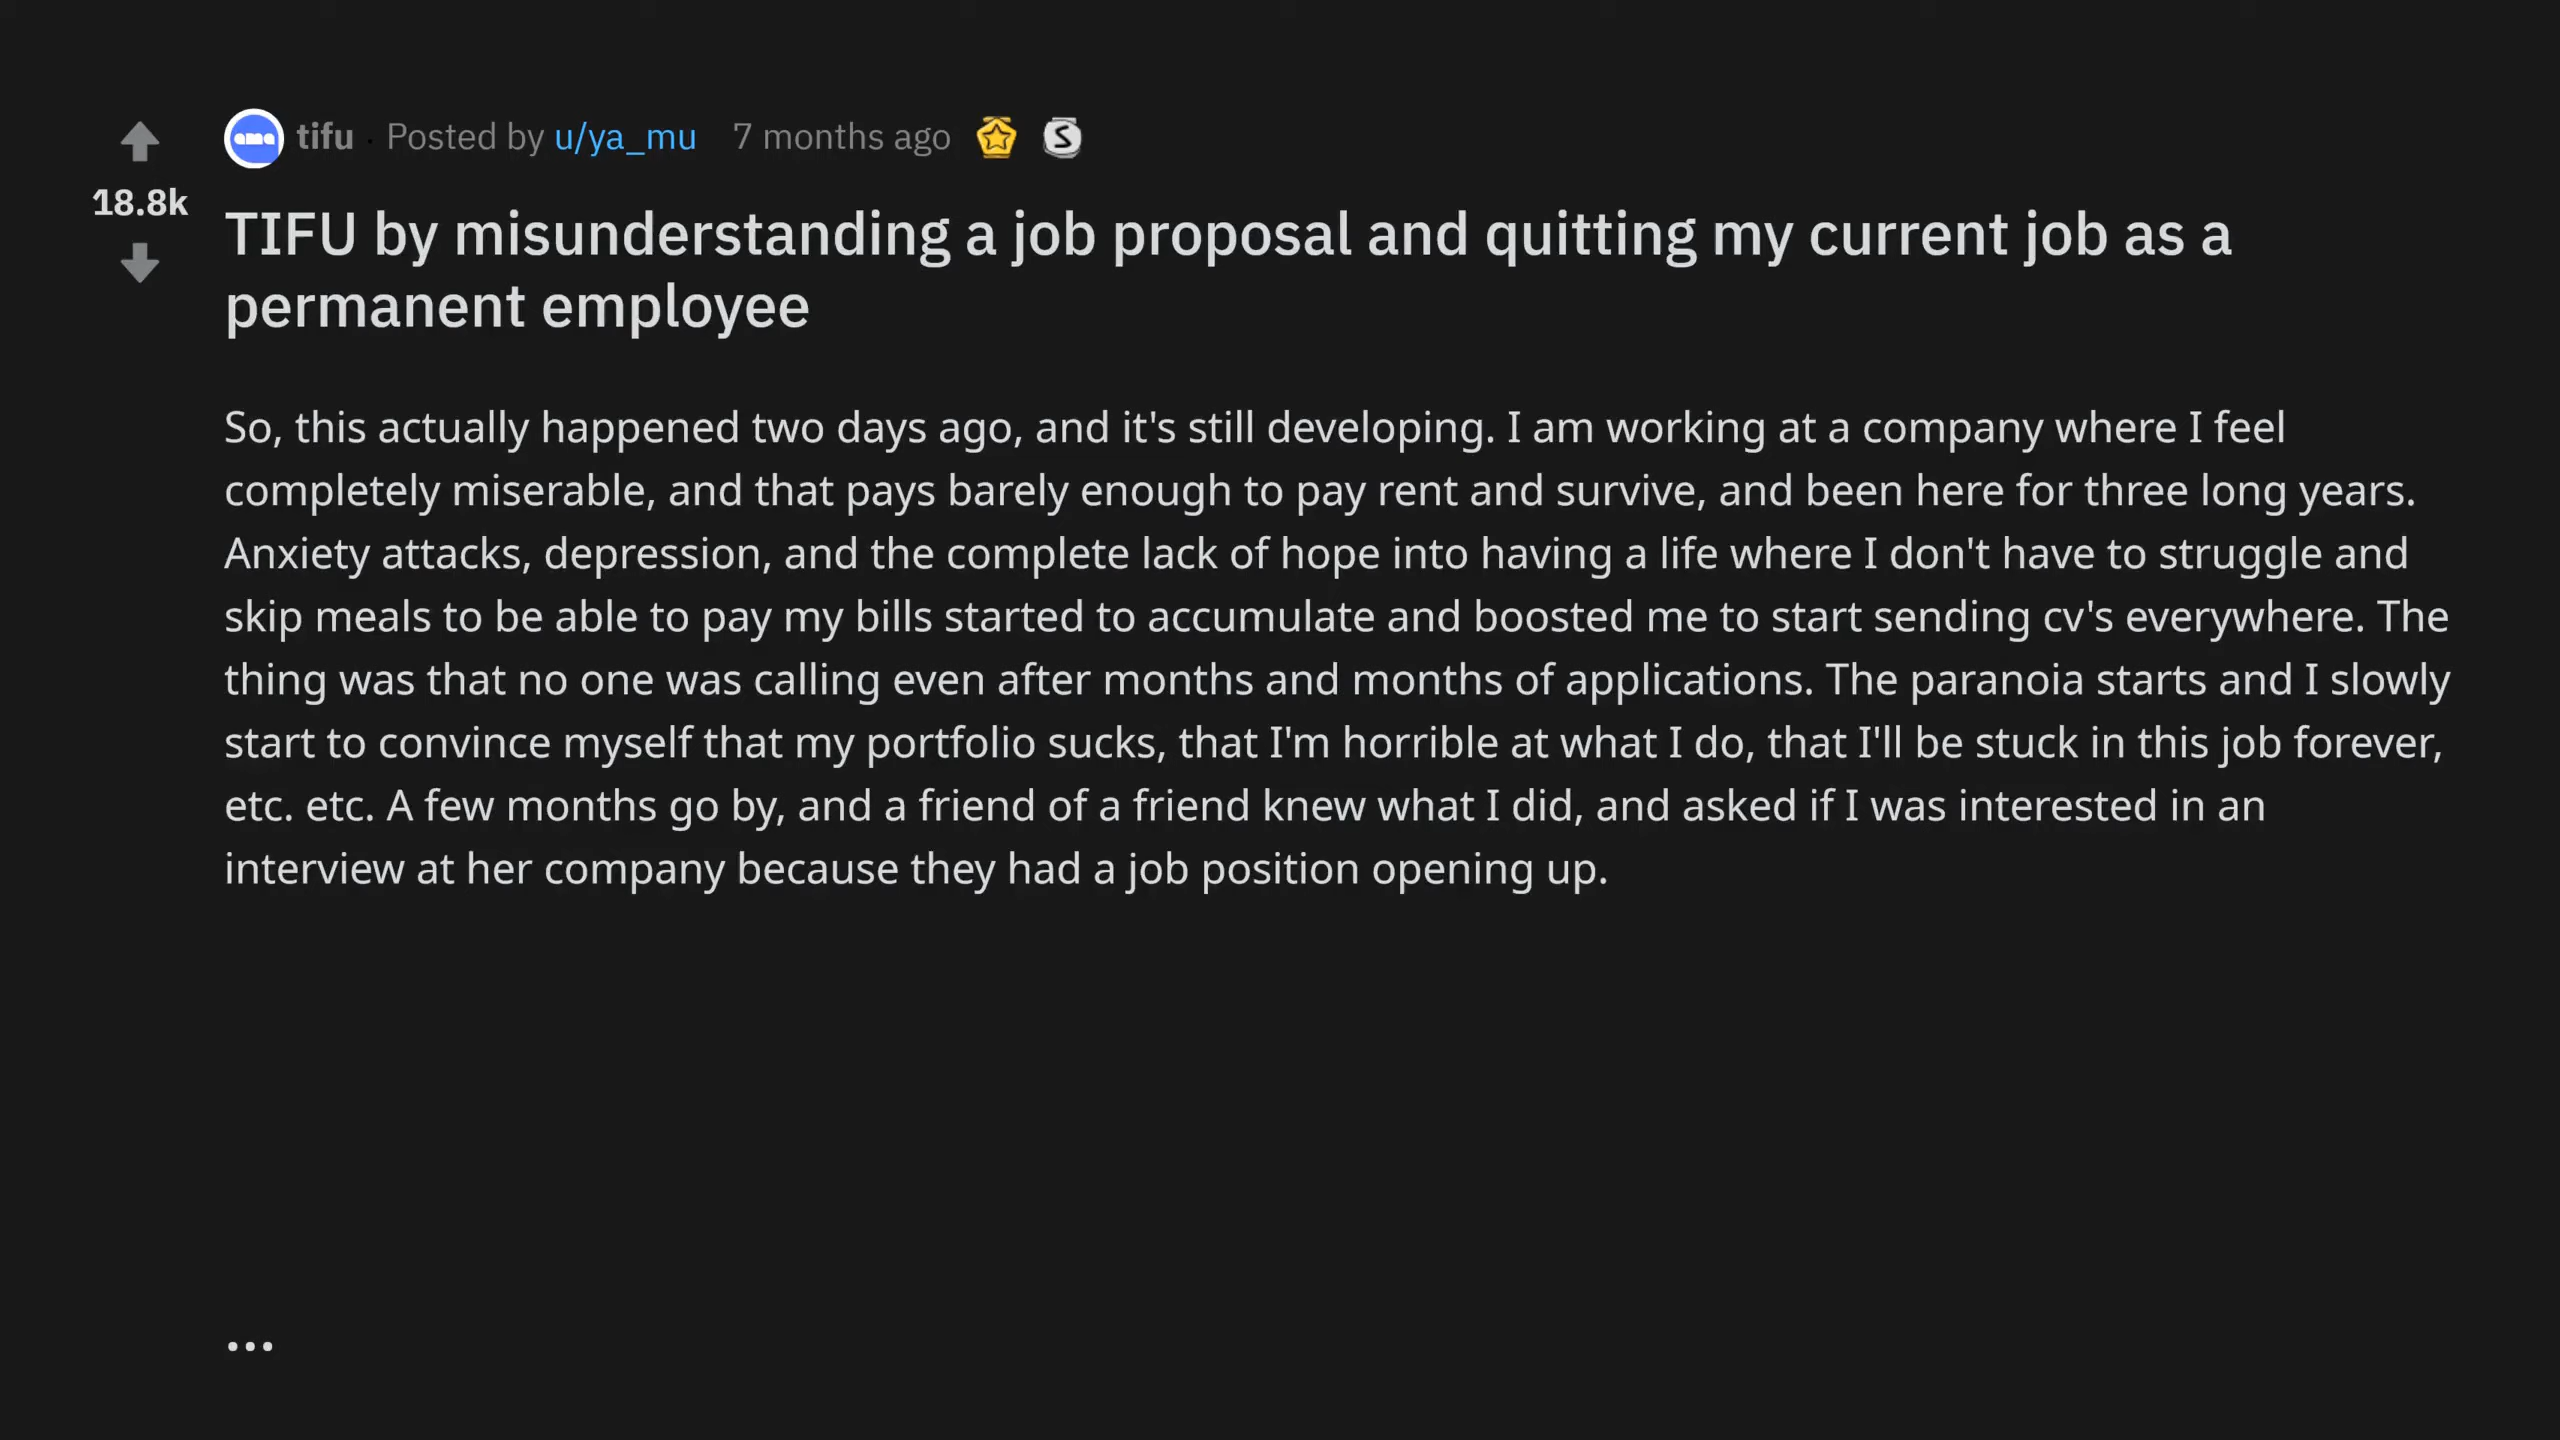 ama tifu · Posted by u/ya_mu 7 months ago S
18.8k
TIFU by misunderstanding a job proposal and quitting my current job as a
permanent employee
So, this actually happened two days ago, and it's still developing. I am working at a company where I feel
completely miserable, and that pays barely enough to pay rent and survive, and been here for three long years.
Anxiety attacks, depression, and the complete lack of hope into having a life where I don't have to struggle and
skip meals to be able to pay my bills started to accumulate and boosted me to start sending cv's everywhere. The
thing was that no one was calling even after months and months of applications. The paranoia starts and I slowly
start to convince myself that my portfolio sucks, that I'm horrible at what I do, that I'll be stuck in this job forever,
etc. etc. A few months go by, and a friend of a friend knew what I did, and asked if I was interested in an
interview at her company because they had a job position opening up.
...